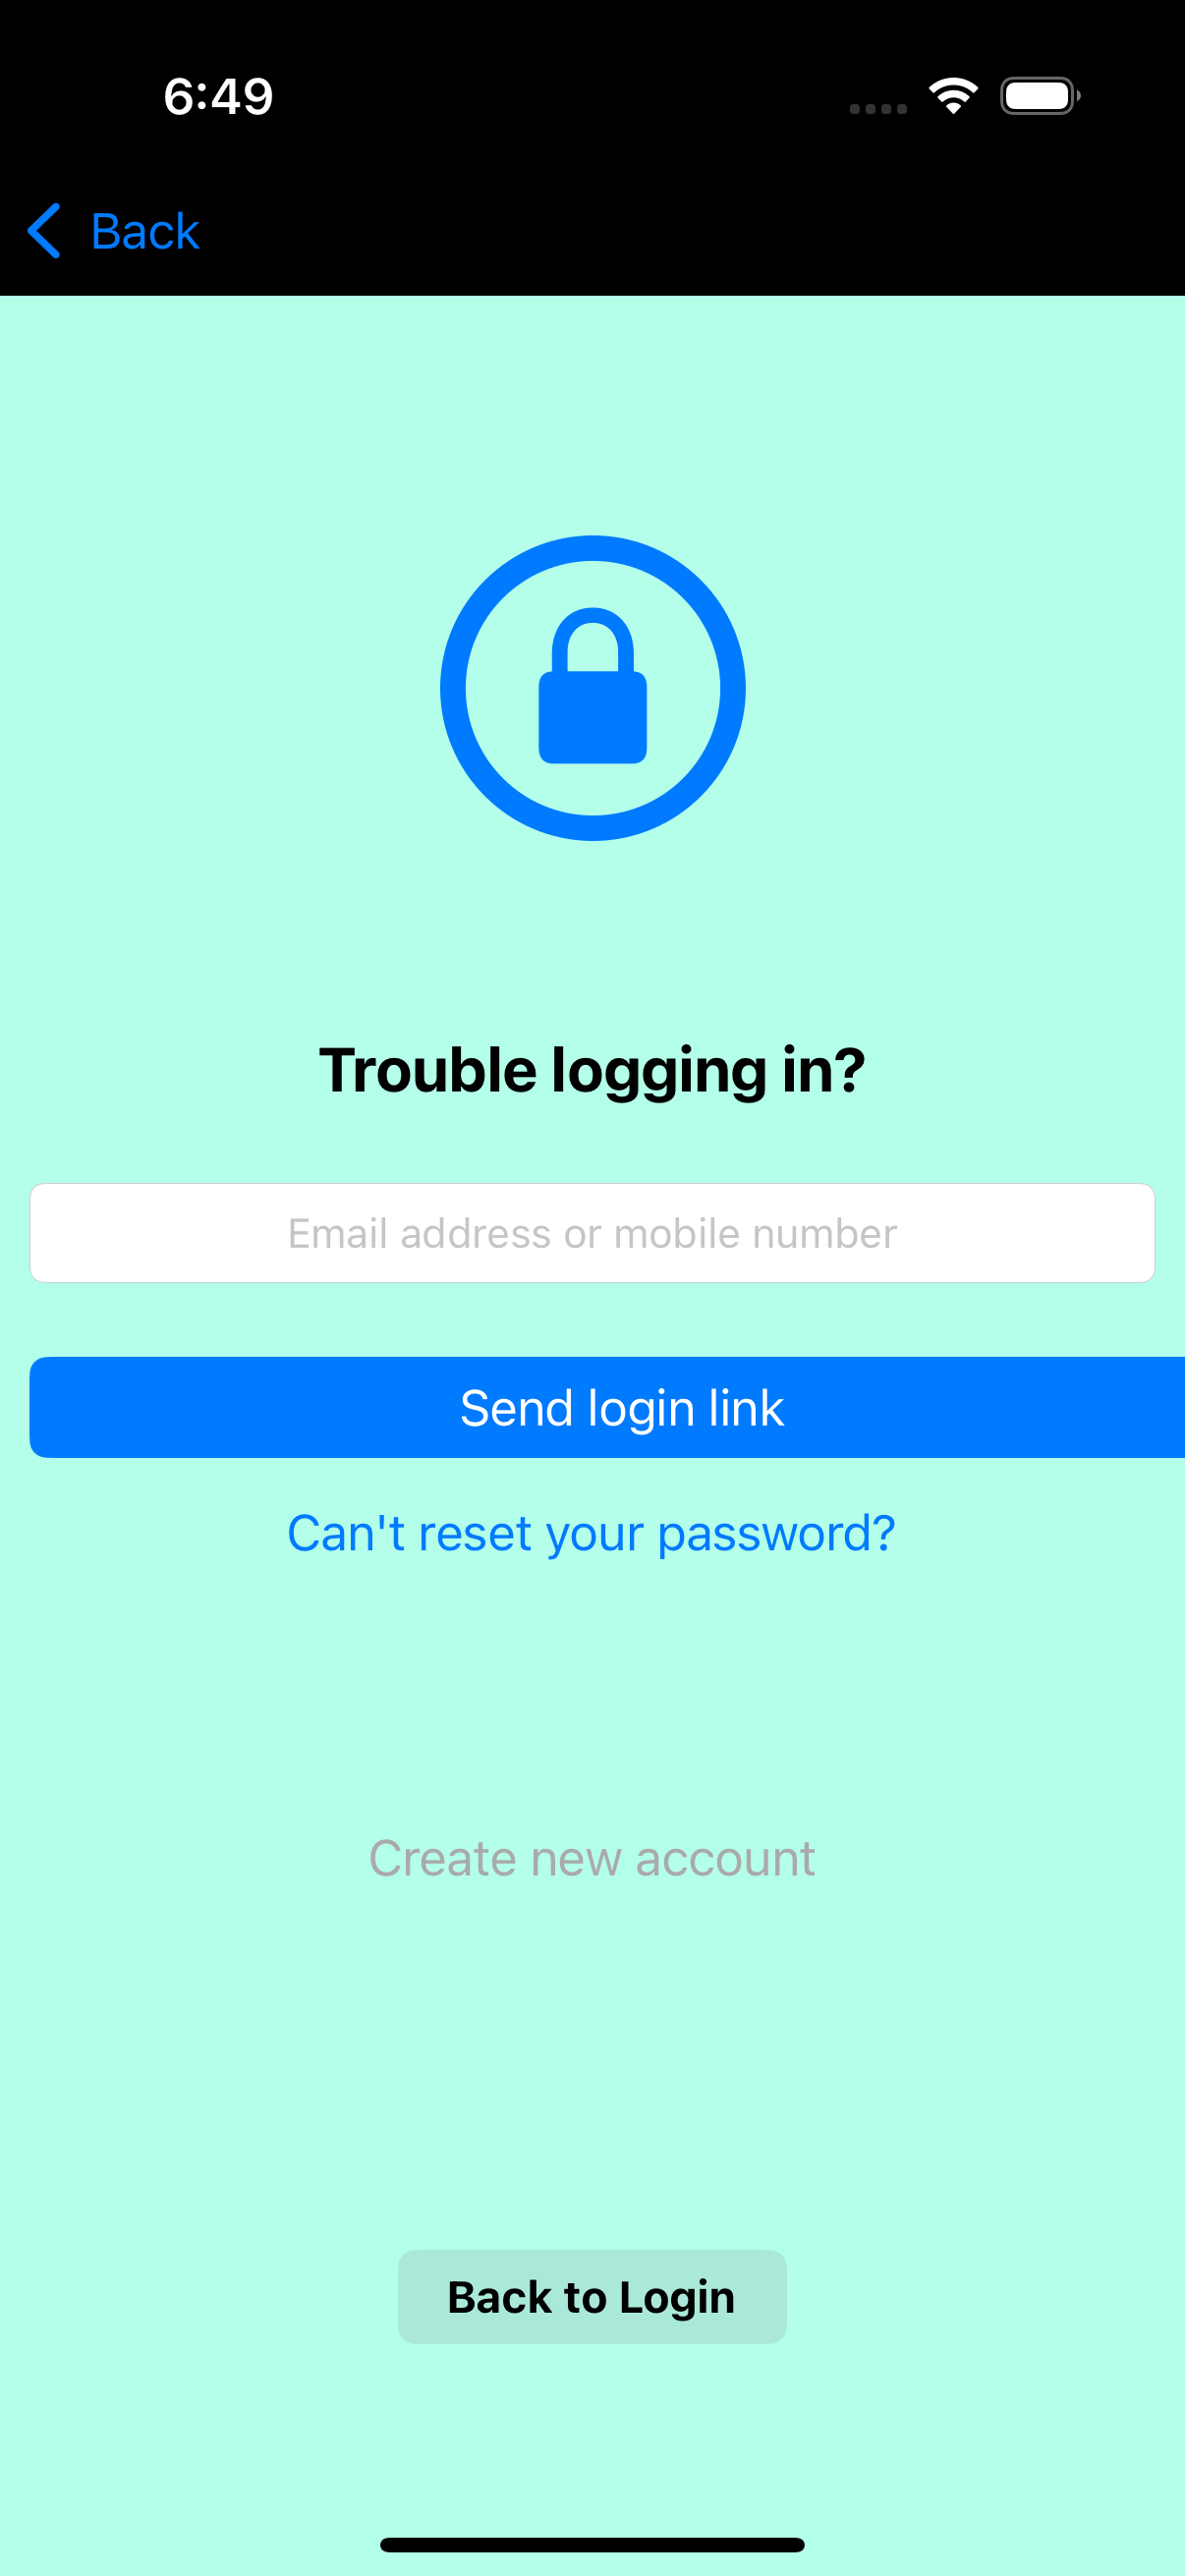 6:49
Back
Trouble logging in?
Email address or mobile number
Send login link
Can't reset your password?
Create new account
Back to Login